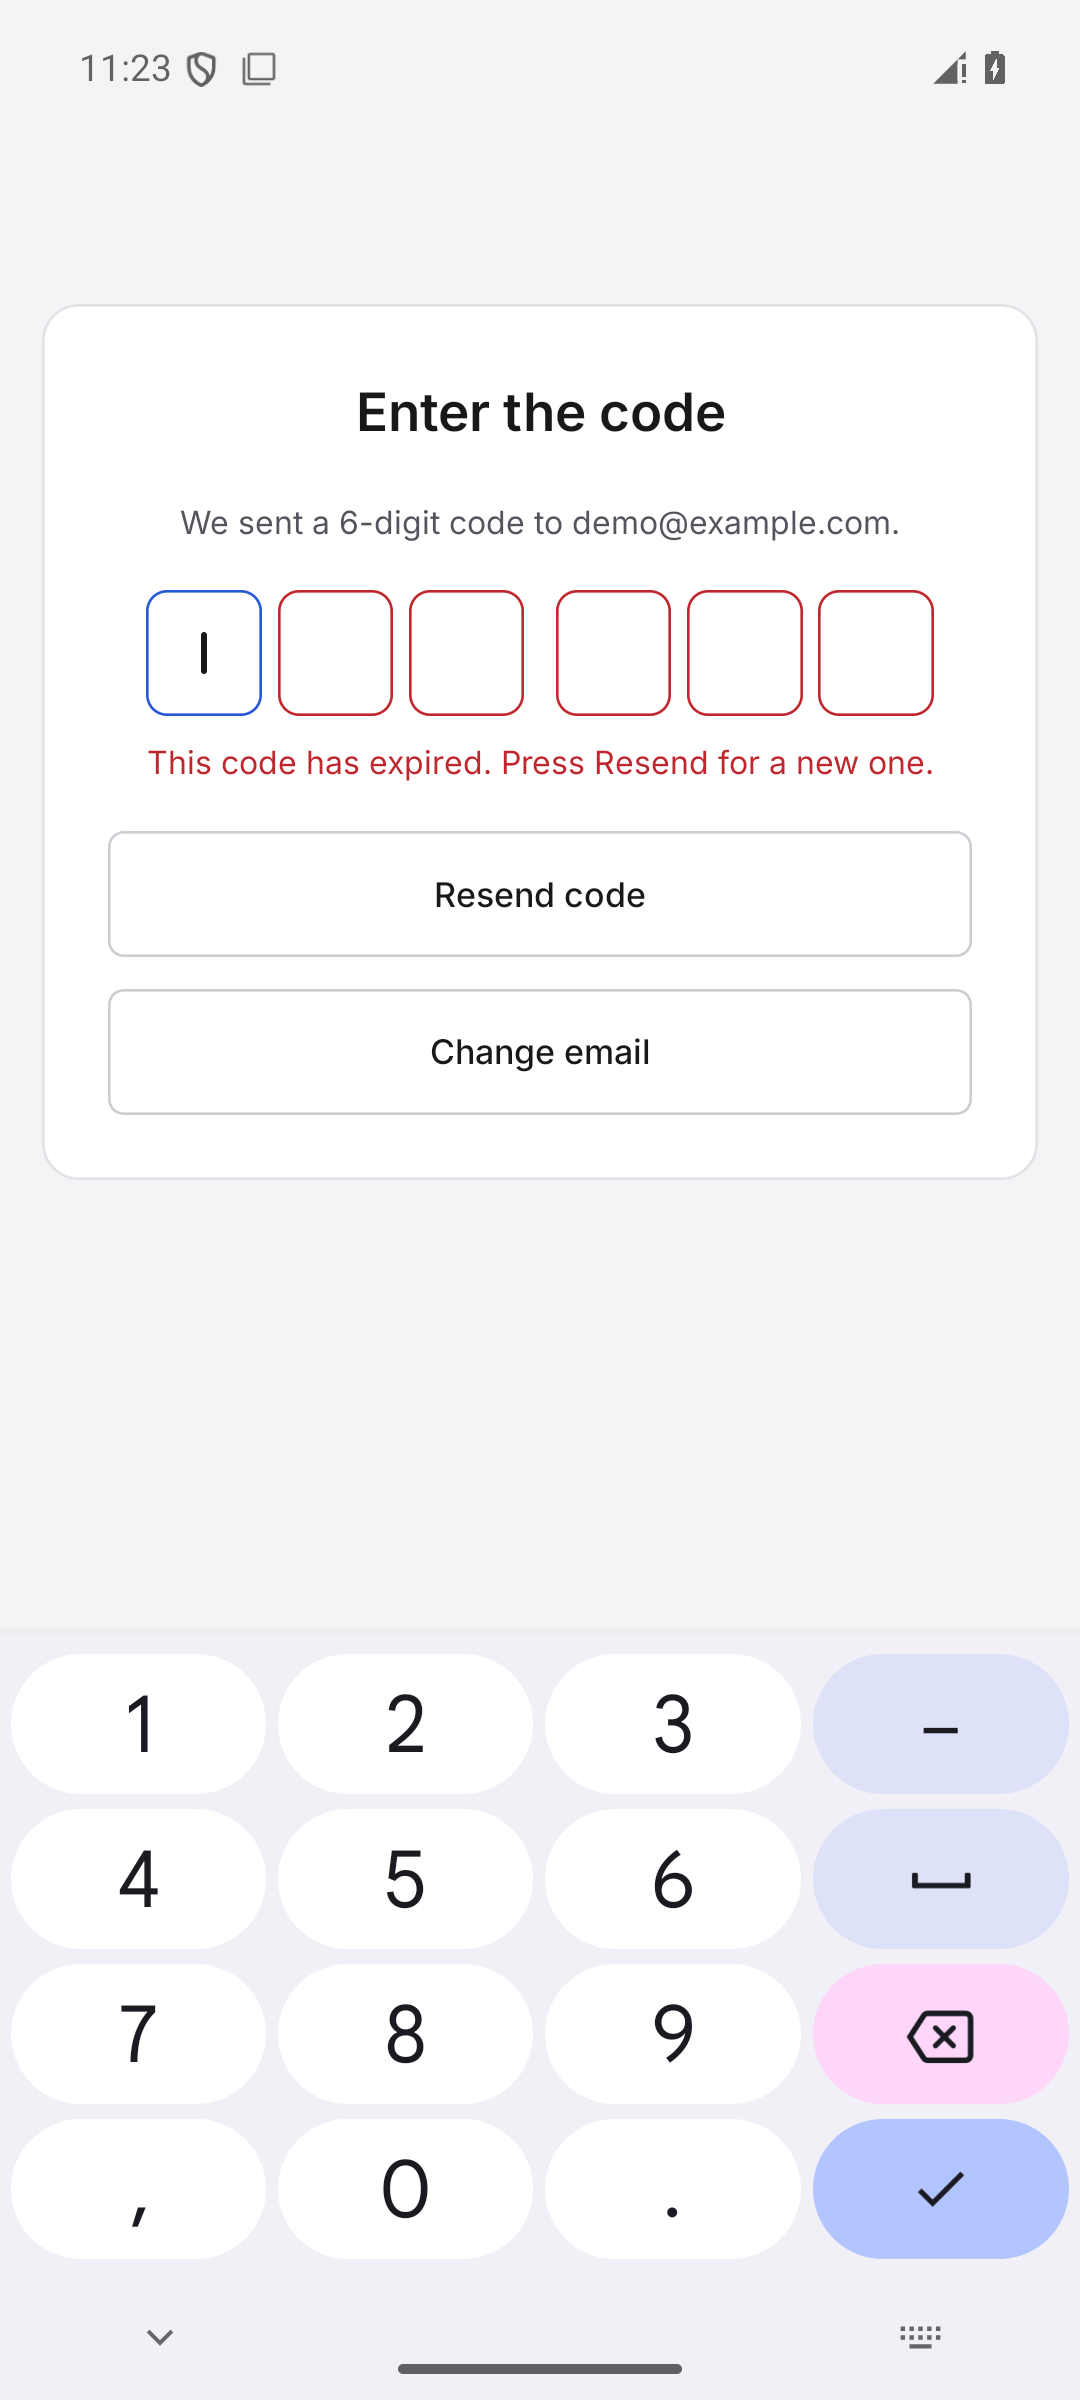 11:23
Enter the code
We sent a 6-digit code to demo@example.com.
This code has expired. Press Resend for a new one.
Resend code
Change email
1 2 3 –
4 5 6
7 8 9
, 0 .